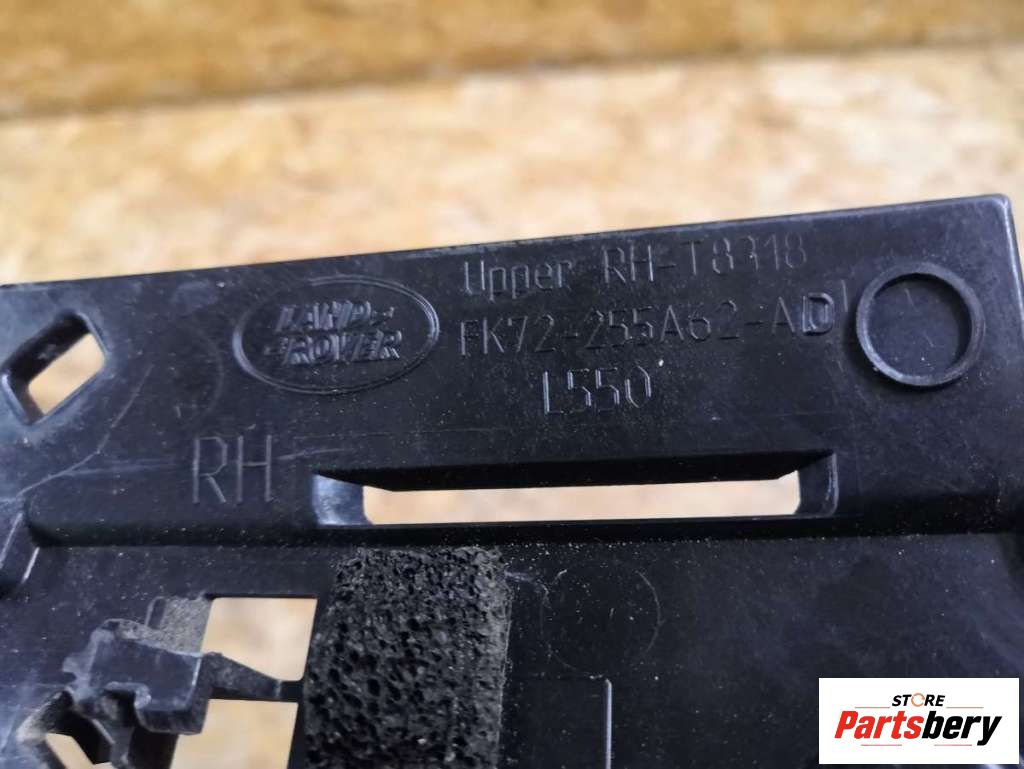 Upper RH-T8318
LAND-
-ROVER
FK72-255A62-AD
L550
RH
STORE
Partsbery